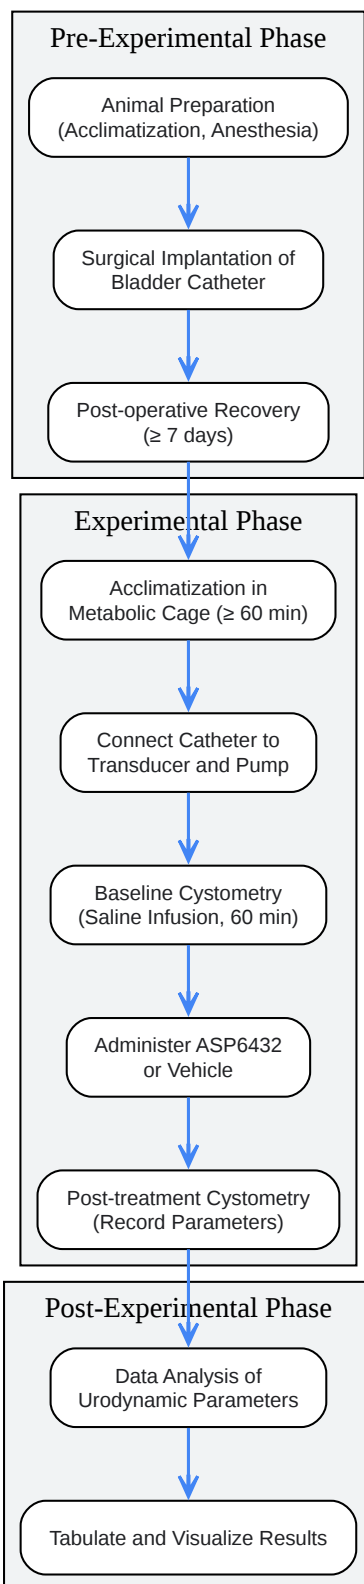 Pre-Experimental Phase
Animal Preparation
(Acclimatization, Anesthesia)
Surgical Implantation of
Bladder Catheter
Post-operative Recovery
(≥ 7 days)
Experimental Phase
Acclimatization in
Metabolic Cage (≥ 60 min)
Connect Catheter to
Transducer and Pump
Baseline Cystometry
(Saline Infusion, 60 min)
Administer ASP6432
or Vehicle
Post-treatment Cystometry
(Record Parameters)
Post-Experimental Phase
Data Analysis of
Urodynamic Parameters
Tabulate and Visualize Results